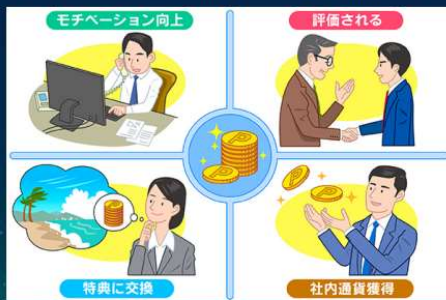 モチベーション向上
評価される
特典に交換
社内通貨獲得